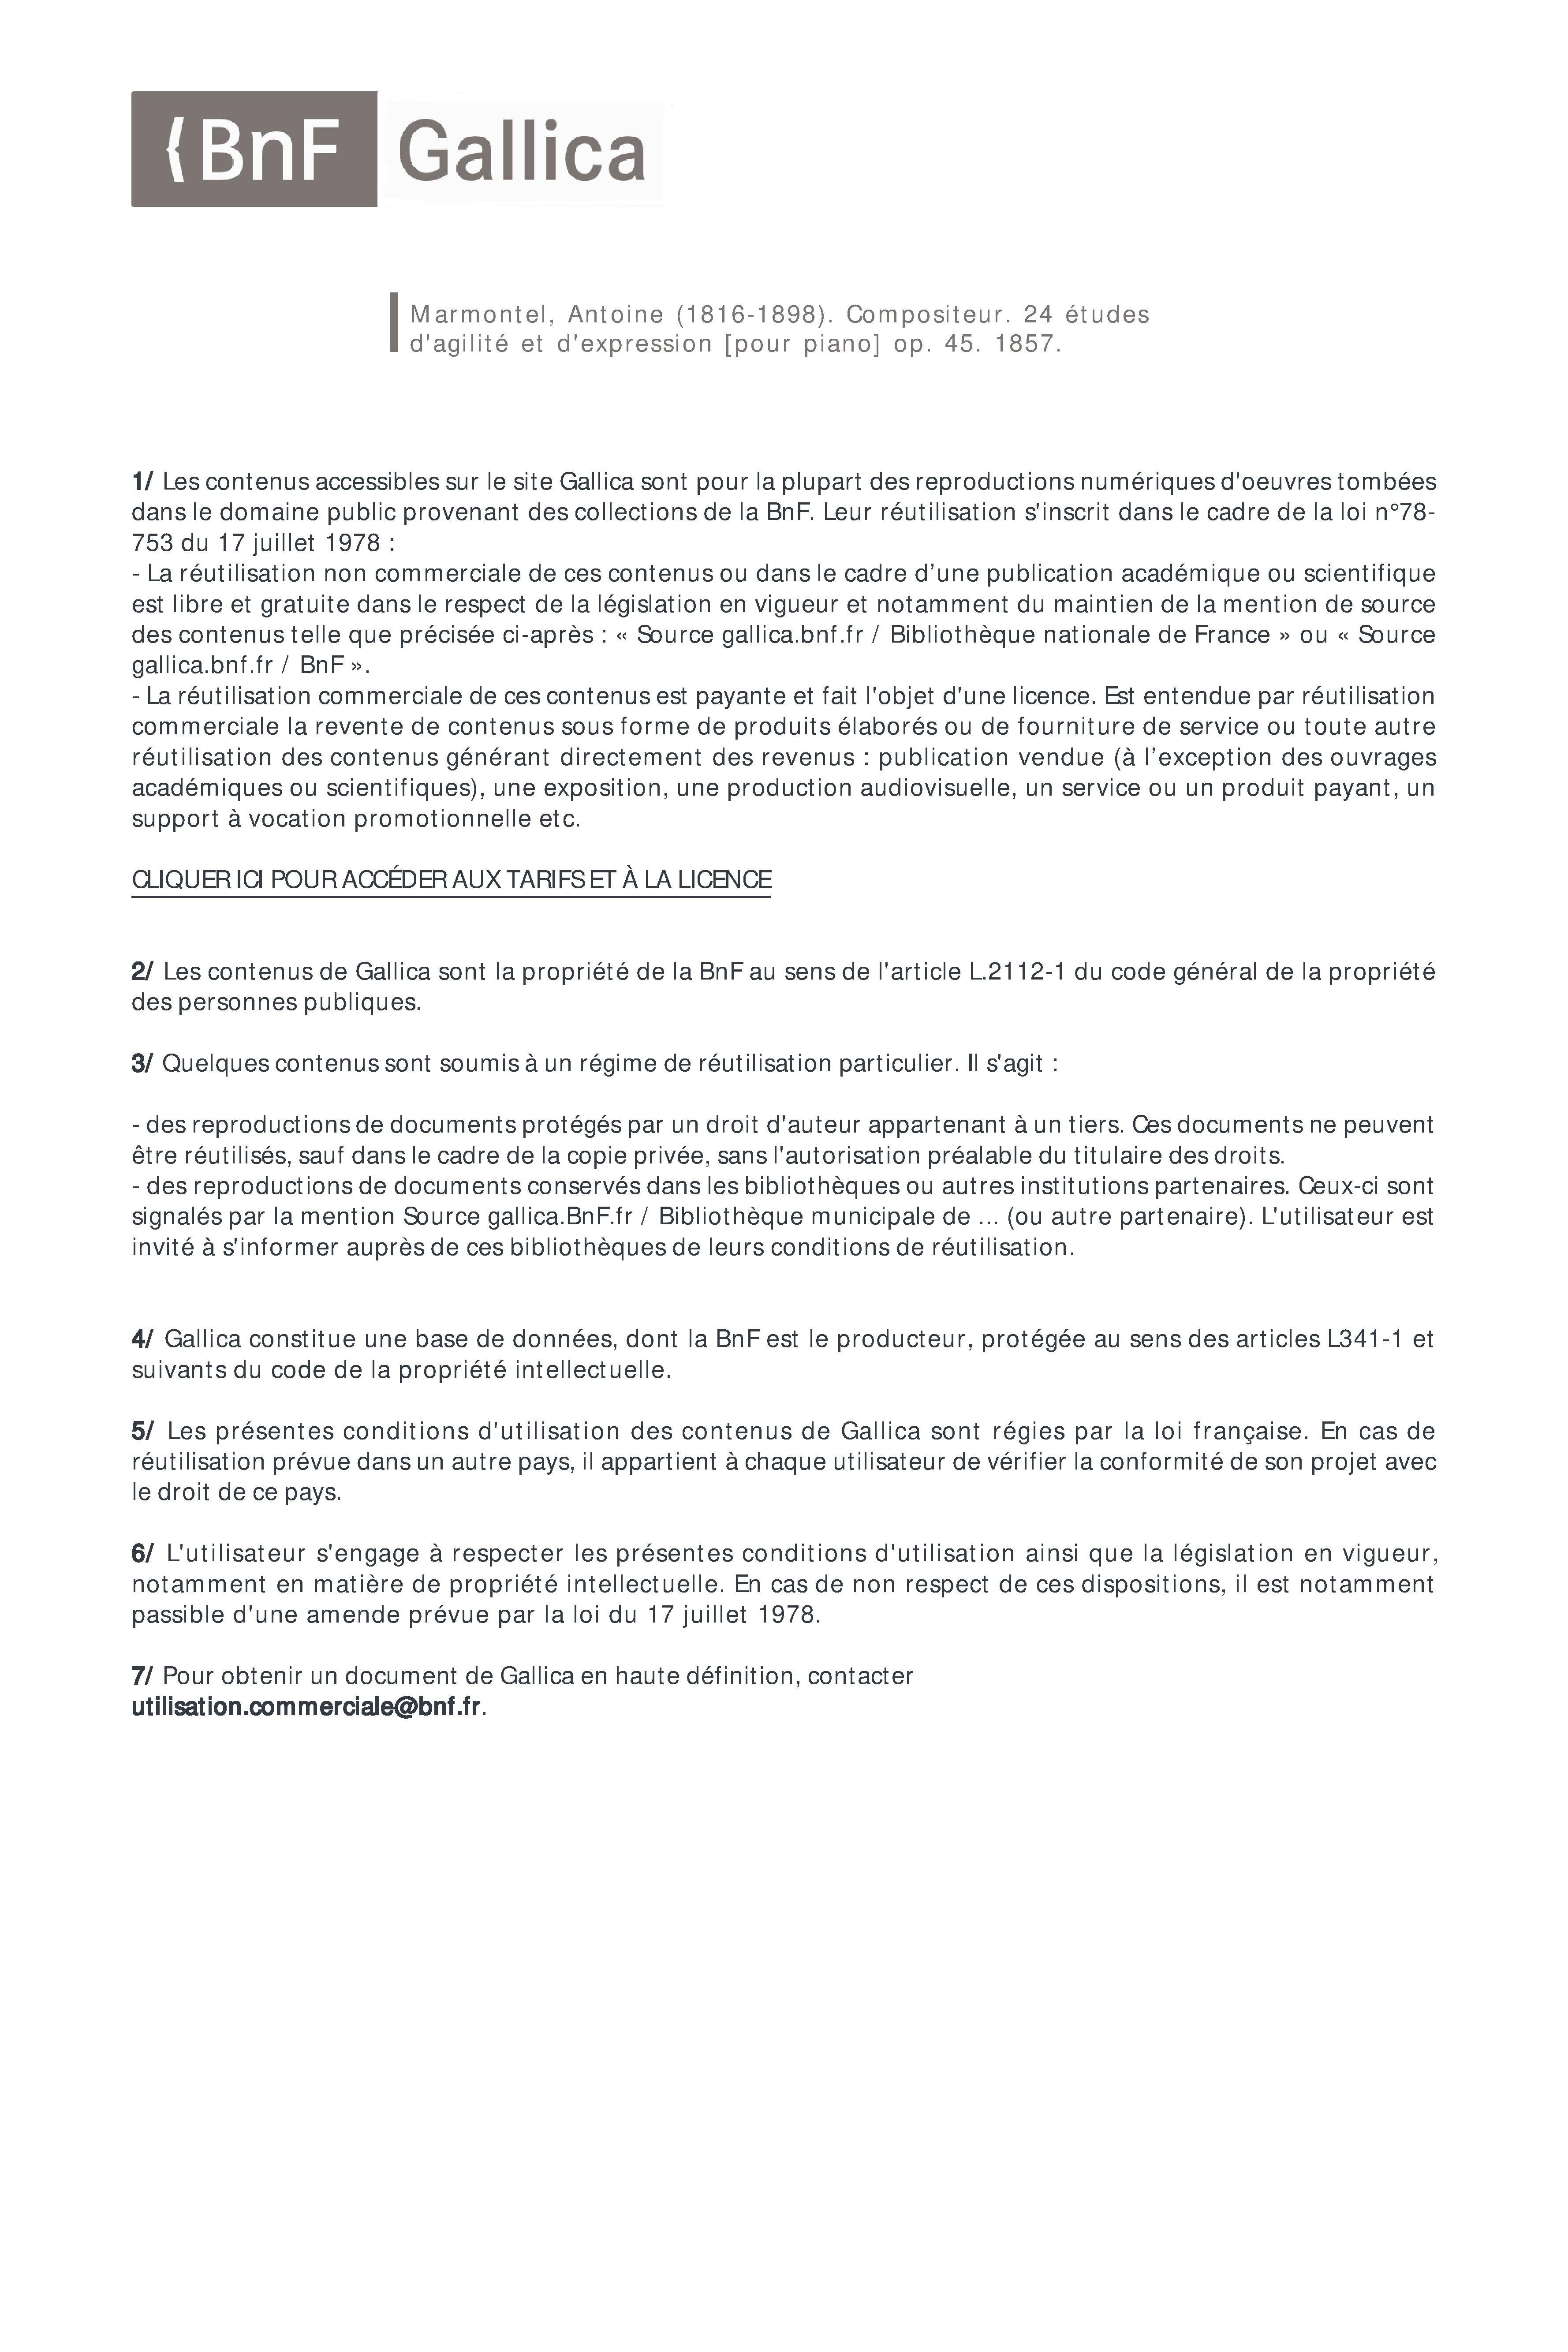 {BnF Gallica
Marmontel, Antoine (1816-1898). Compositeur. 24 études
d'agilité et d'expression [pour piano] op. 45. 1857.
1/ Les contenus accessibles sur le site Gallica sont pour la plupart des reproductions numériques d'oeuvres tombées
dans le domaine public provenant des collections de la BnF. Leur réutilisation s'inscrit dans le cadre de la loi n°78-
753 du 17 juillet 1978 :
- La réutilisation non commerciale de ces contenus ou dans le cadre d’une publication académique ou scientifique
est libre et gratuite dans le respect de la législation en vigueur et notamment du maintien de la mention de source
des contenus telle que précisée ci-après : « Source gallica.bnf.fr / Bibliothèque nationale de France » ou « Source
gallica.bnf.fr / BnF ».
- La réutilisation commerciale de ces contenus est payante et fait l'objet d'une licence. Est entendue par réutilisation
commerciale la revente de contenus sous forme de produits élaborés ou de fourniture de service ou toute autre
réutilisation des contenus générant directement des revenus : publication vendue (à l’exception des ouvrages
académiques ou scientifiques), une exposition, une production audiovisuelle, un service ou un produit payant, un
support à vocation promotionnelle etc.
CLIQUER ICI POUR ACCÉDER AUX TARIFS ET À LA LICENCE
2/ Les contenus de Gallica sont la propriété de la BnF au sens de l'article L.2112-1 du code général de la propriété
des personnes publiques.
3/ Quelques contenus sont soumis à un régime de réutilisation particulier. Il s'agit :
- des reproductions de documents protégés par un droit d'auteur appartenant à un tiers. Ces documents ne peuvent
être réutilisés, sauf dans le cadre de la copie privée, sans l'autorisation préalable du titulaire des droits.
- des reproductions de documents conservés dans les bibliothèques ou autres institutions partenaires. Ceux-ci sont
signalés par la mention Source gallica.BnF.fr / Bibliothèque municipale de ... (ou autre partenaire). L'utilisateur est
invité à s'informer auprès de ces bibliothèques de leurs conditions de réutilisation.
4/ Gallica constitue une base de données, dont la BnF est le producteur, protégée au sens des articles L341-1 et
suivants du code de la propriété intellectuelle.
5/ Les présentes conditions d'utilisation des contenus de Gallica sont régies par la loi française. En cas de
réutilisation prévue dans un autre pays, il appartient à chaque utilisateur de vérifier la conformité de son projet avec
le droit de ce pays.
6/ L'utilisateur s'engage à respecter les présentes conditions d'utilisation ainsi que la législation en vigueur,
notamment en matière de propriété intellectuelle. En cas de non respect de ces dispositions, il est notamment
passible d'une amende prévue par la loi du 17 juillet 1978.
7/ Pour obtenir un document de Gallica en haute définition, contacter
utilisation.commerciale@bnf.fr.